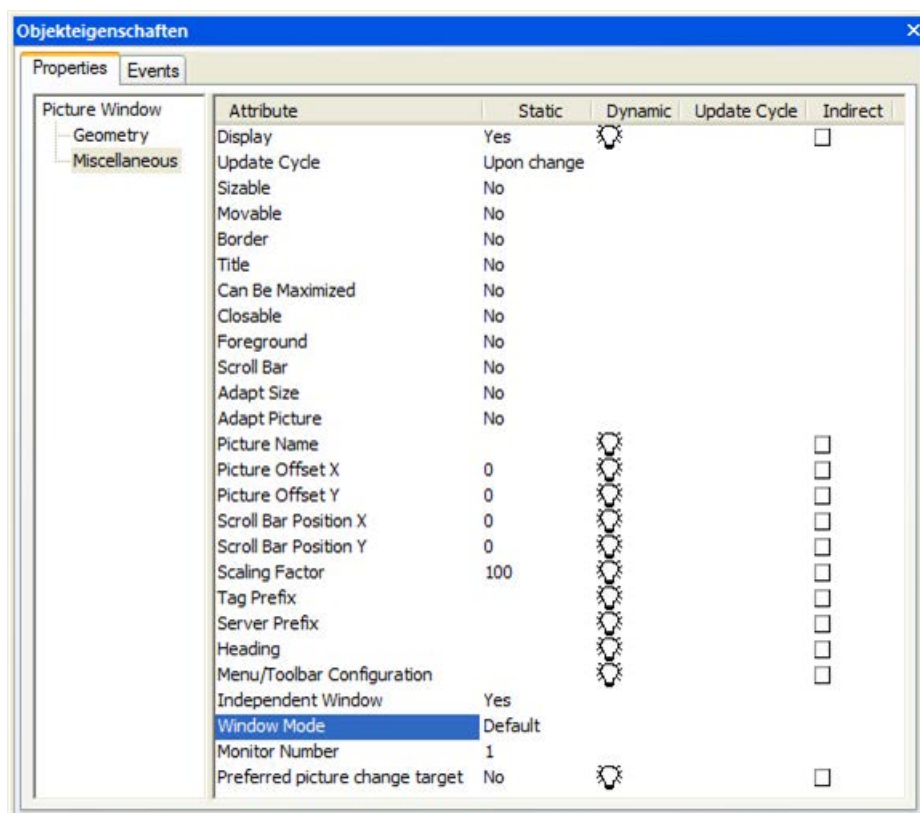 Objekteigenschaften
Properties Events
Picture Window
Geometry
Miscellaneous
Attribute Static Dynamic Update Cycle Indirect
Display Yes
Update Cycle Upon change
Sizable No
Movable No
Border No
Title No
Can Be Maximized No
Closable No
Foreground No
Scroll Bar No
Adapt Size No
Adapt Picture No
Picture Name
Picture Offset X 0
Picture Offset Y 0
Scroll Bar Position X 0
Scroll Bar Position Y 0
Scaling Factor 100
Tag Prefix
Server Prefix
Heading
Menu/Toolbar Configuration
Independent Window Yes
Window Mode Default
Monitor Number 1
Preferred picture change target No